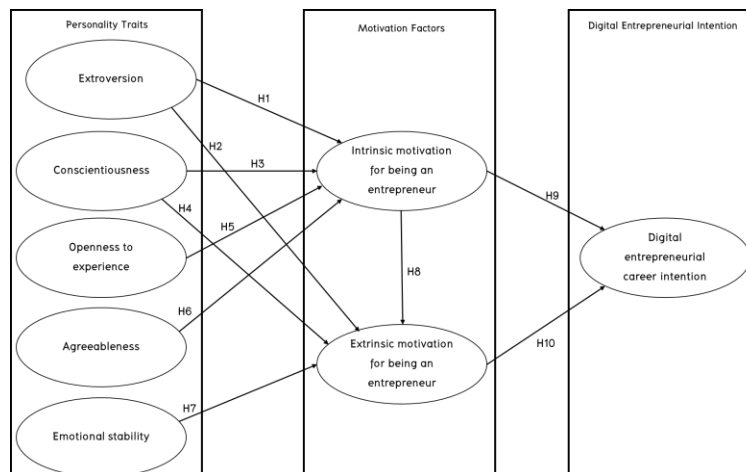 Personality Traits
Motivation Factors
Digital Entrepreneurial Intention
Extroversion
H1
H2
Conscientiousness
H3
Intrinsic motivation
for being an
entrepreneur
H9
H4
H5
Openness to
experience
Digital
entrepreneurial
career intention
H8
H6
Agreeableness
Extrinsic motivation
for being an
entrepreneur
H10
H7
Emotional stability